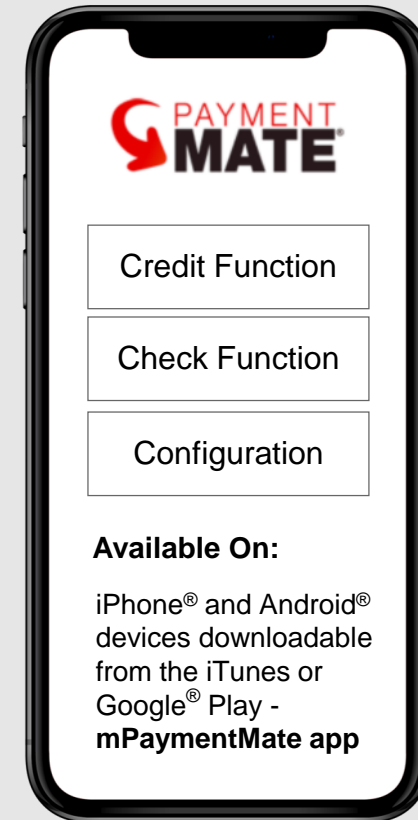 PAYMENT
MATE®
Credit Function
Check Function
Configuration
Available On:
iPhone® and Android®
devices downloadable
from the iTunes or
Google® Play -
mPaymentMate app